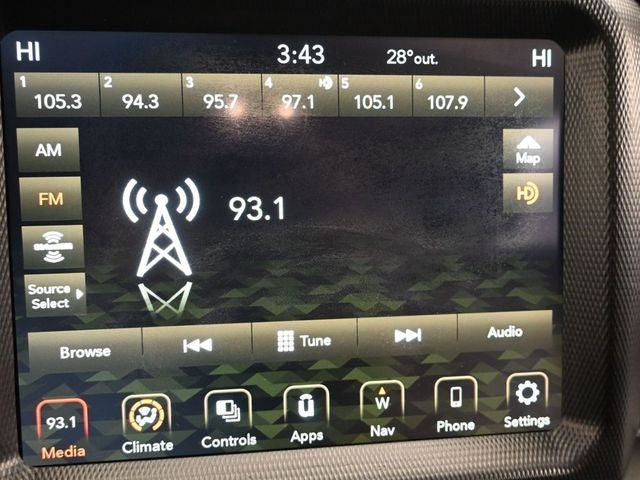 HI 3:43 28° out. HI
1 105.3 2 94.3 3 95.7 4 HD 97.1 5 105.1 6 107.9
AM
Map
FM
HD
93.1
Source
Select
Browse Tune Audio
93.1 W
Media Climate Controls Apps Nav Phone Settings